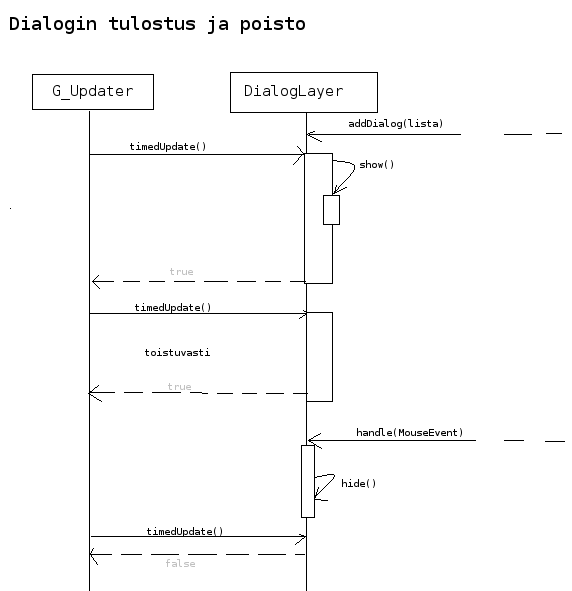 Dialogin tulostus ja poisto
G_Updater
DialogLayer
addDialog(lista)
timedUpdate()
show()
true
timedUpdate()
toistuvasti
true
handle(MouseEvent)
hide()
timedUpdate()
false